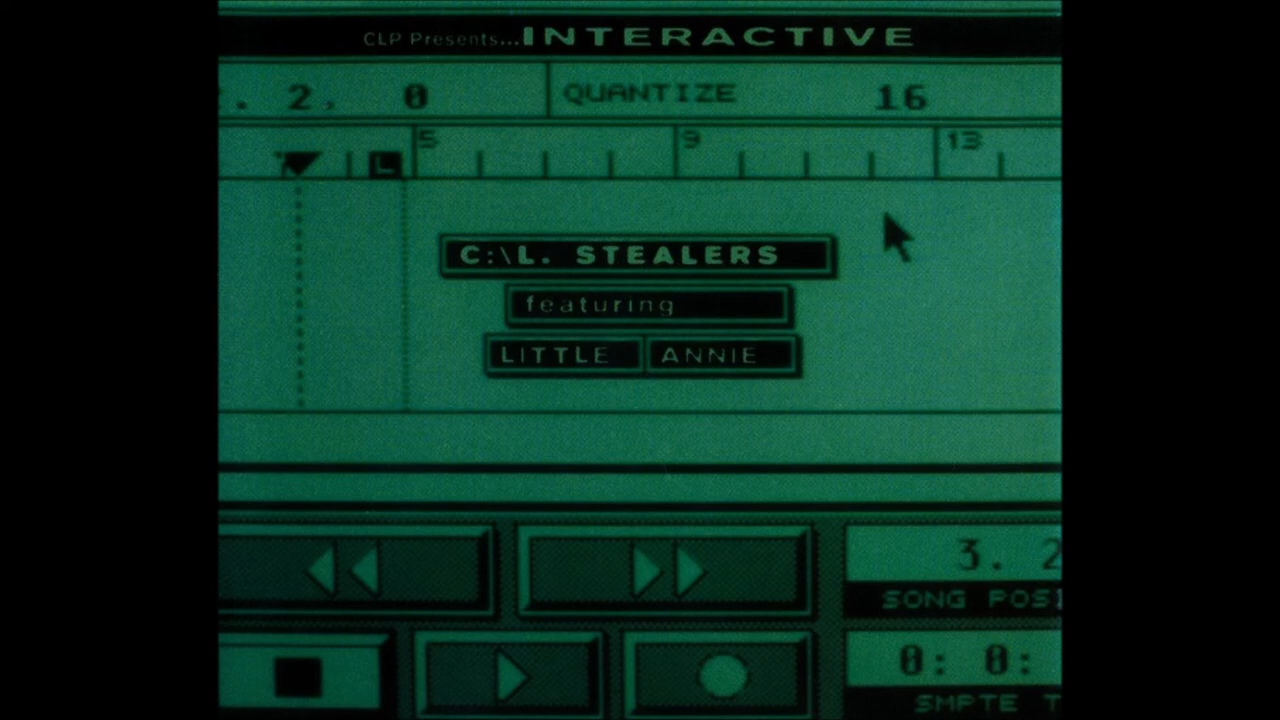 CLP Presents...INTERACTIVE
. 2, 0 QUANTIZE 16
5 9 13
L
C:\L. STEALERS
featuring
LITTLE ANNIE
3. 2
SONG POSI
0: 0:
SMPTE T